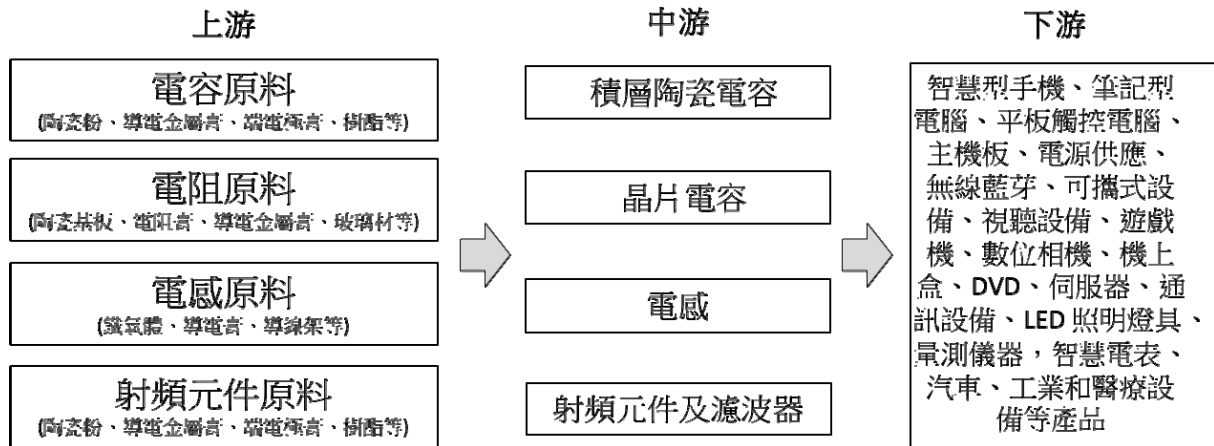 上游
電容原料
(陶瓷粉、導電金屬膏、端電極膏、樹酯等)
電阻原料
(陶瓷基板、電阻膏、導電金屬膏、玻璃材等)
電感原料
(鐵氧體、導電膏、導線架等)
射頻元件原料
(陶瓷粉、導電金屬膏、端電極膏、樹酯等)
中游
積層陶瓷電容
晶片電容
電感
射頻元件及濾波器
下游
智慧型手機、筆記型
電腦、平板觸控電腦、
主機板、電源供應、
無線藍芽、可攜式設
備、視聽設備、遊戲
機、數位相機、機上
盒、DVD、伺服器、通
訊設備、LED 照明燈具、
量測儀器，智慧電表、
汽車、工業和醫療設
備等產品